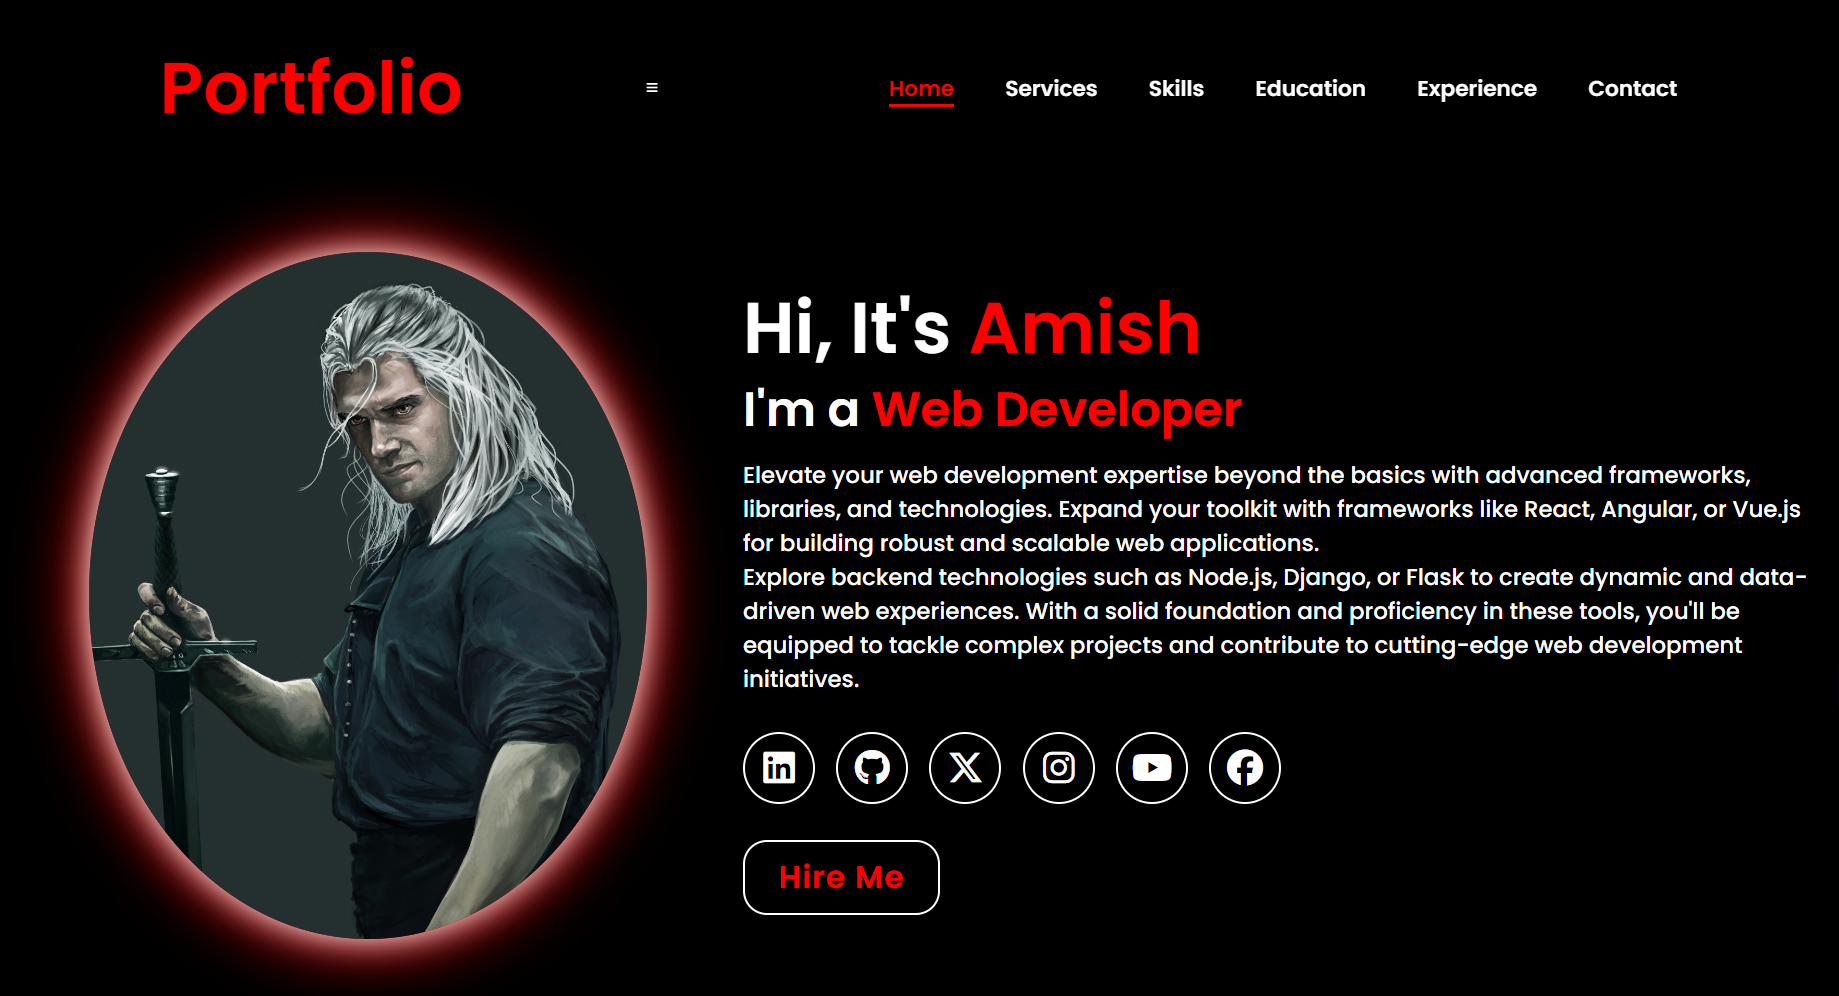 Portfolio
Home Services Skills Education Experience Contact
Hi, It's Amish
I'm a Web Developer
Elevate your web development expertise beyond the basics with advanced frameworks,
libraries, and technologies. Expand your toolkit with frameworks like React, Angular, or Vue.js
for building robust and scalable web applications.
Explore backend technologies such as Node.js, Django, or Flask to create dynamic and data-
driven web experiences. With a solid foundation and proficiency in these tools, you'll be
equipped to tackle complex projects and contribute to cutting-edge web development
initiatives.
Hire Me